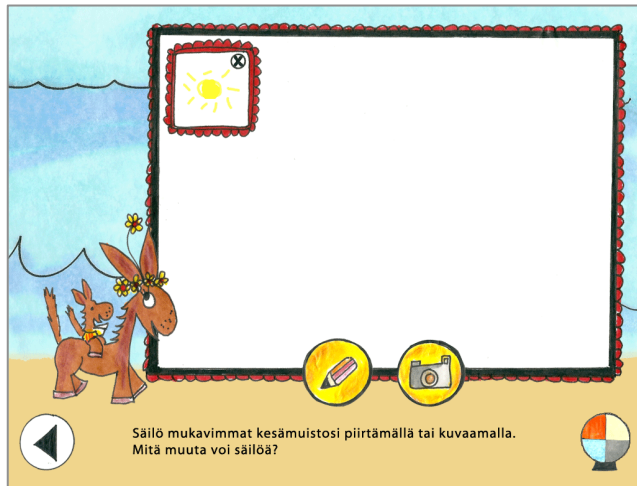 Säilö mukavimmat kesämuistosi piirtämällä tai kuvaamalla.
Mitä muuta voi säilöä?